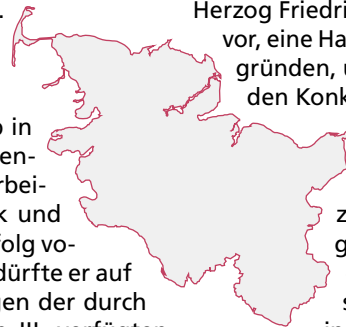 Herzog Friedri
vor, eine Ha
gründen, u
den Konk
in
en-
rbei-
k und
folg vo-
dürfte er auf
gen der durch
z
g
s